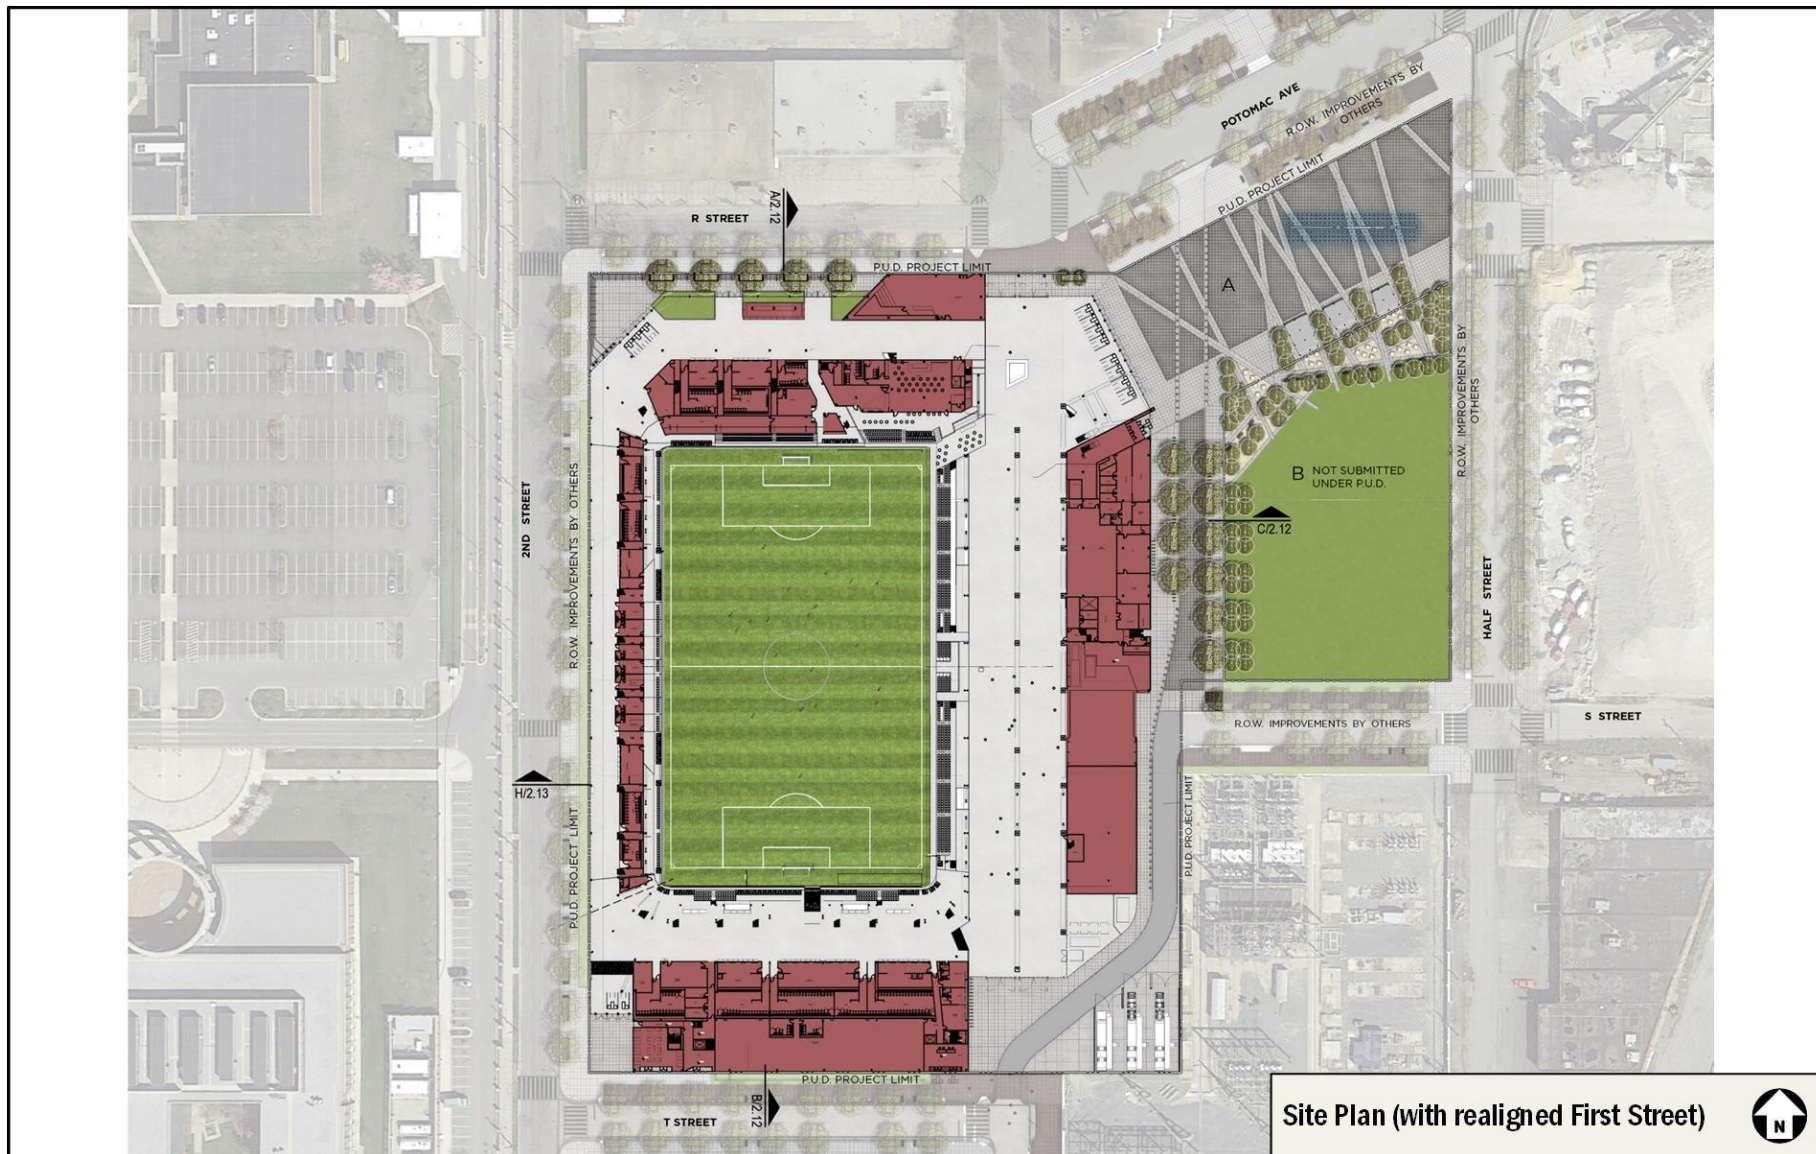 POTOMAC AVE
R.O.W. IMPROVEMENTS BY
OTHERS
P.U.D. PROJECT LIMIT
R STREET
A/2.12
P.U.D. PROJECT LIMIT
A
R.O.W. IMPROVEMENTS BY
OTHERS
B NOT SUBMITTED
UNDER P.U.D.
C/2.12
2ND STREET
R.O.W. IMPROVEMENTS BY OTHERS
HALF STREET
S STREET
R.O.W. IMPROVEMENTS BY OTHERS
H/2.13
P.U.D. PROJECT LIMIT
P.U.D. PROJECT LIMIT
P.U.D. PROJECT LIMIT
B/2.12
T STREET
Site Plan (with realigned First Street)
N